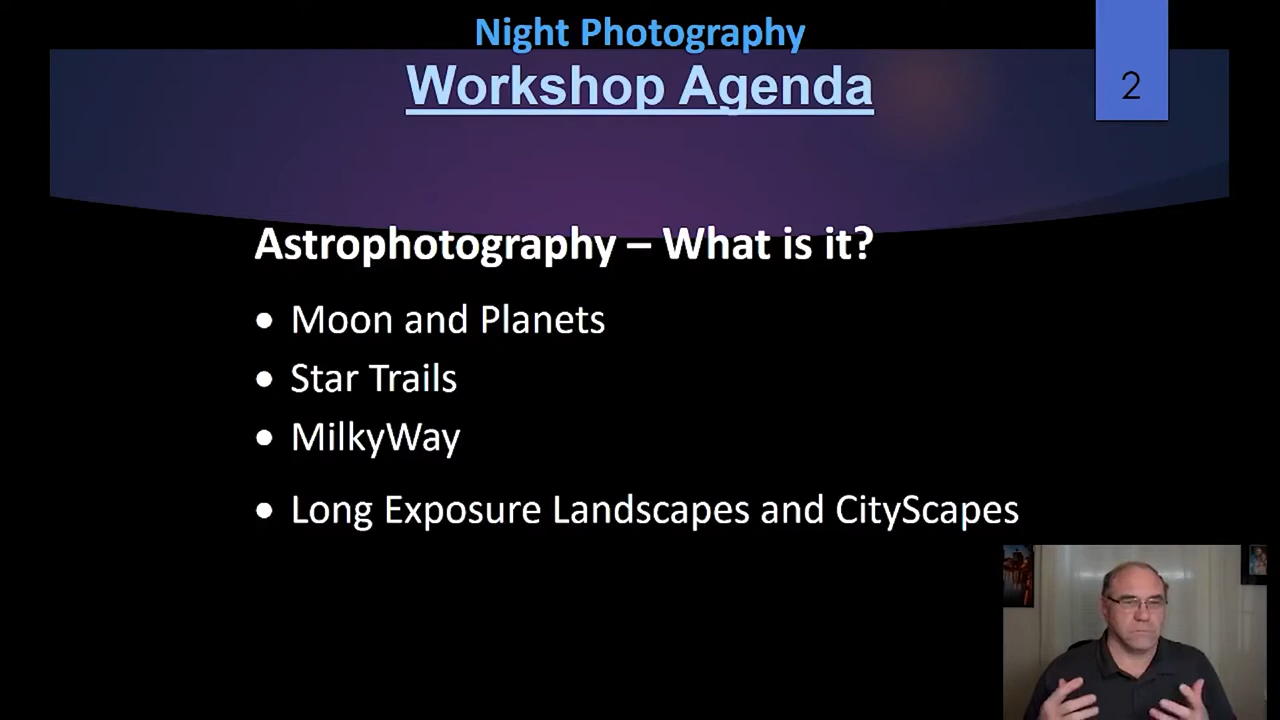 Night Photography
Workshop Agenda
2
Astrophotography – What is it?
• Moon and Planets
• Star Trails
• MilkyWay
• Long Exposure Landscapes and CityScapes